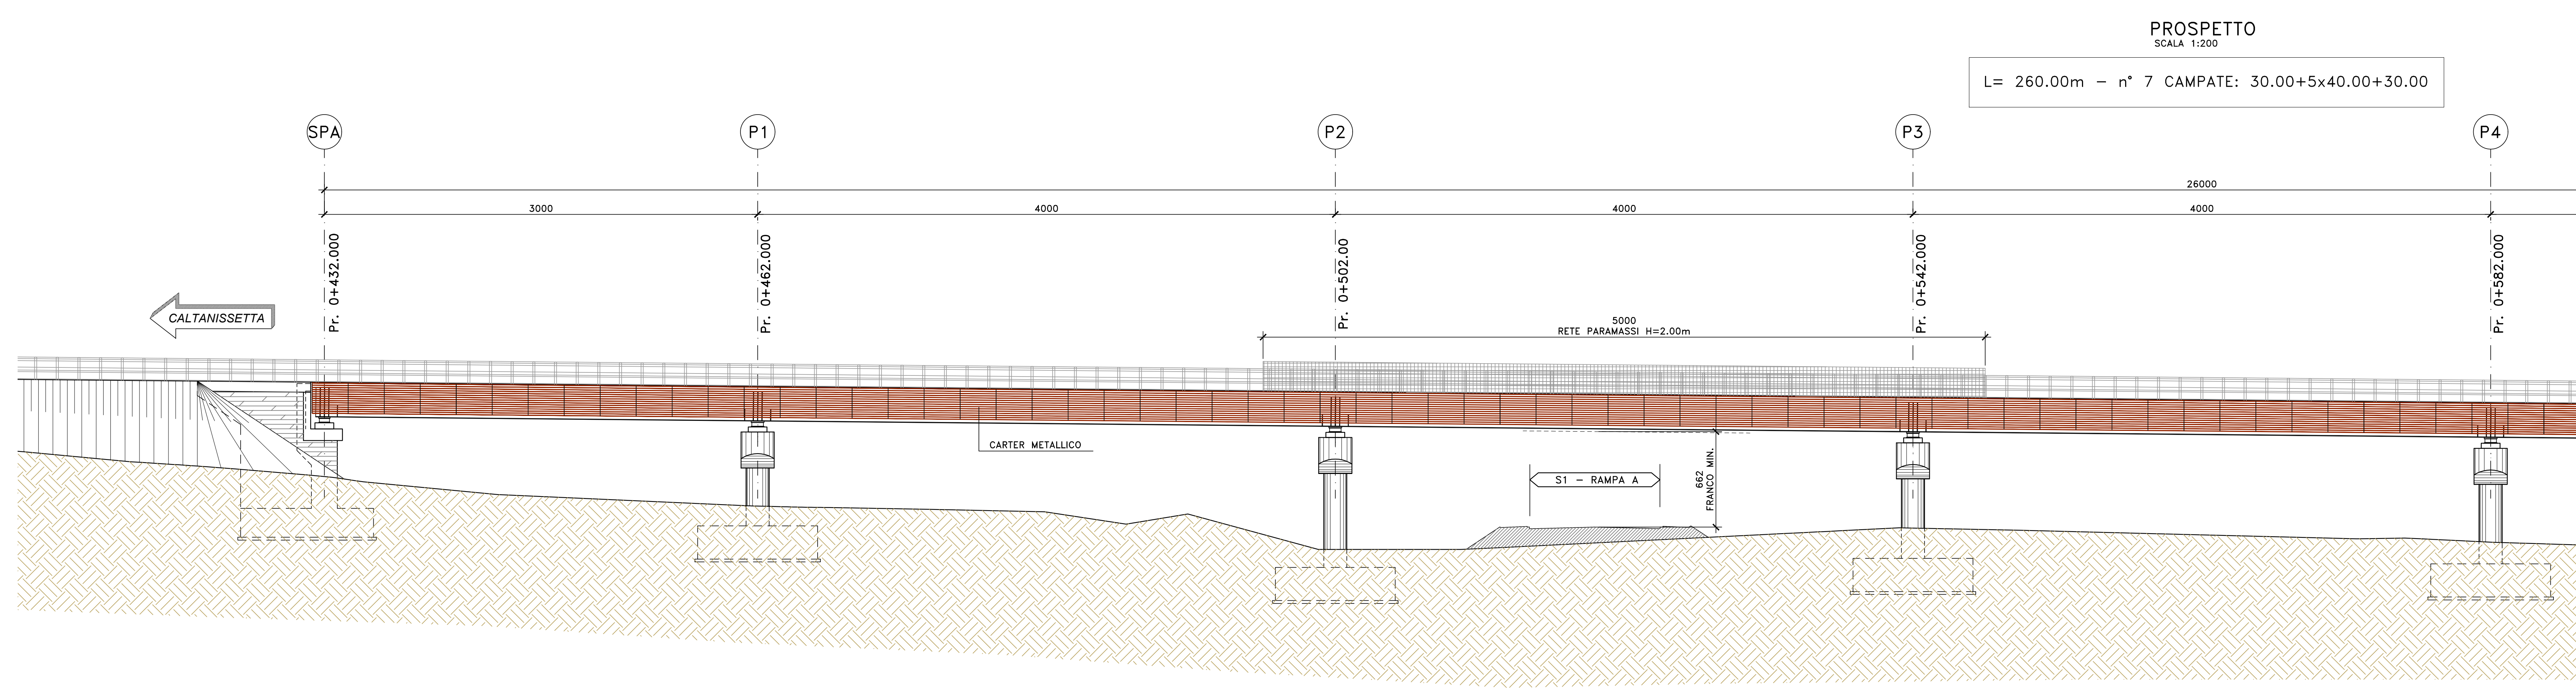 PROSPETTO
SCALA 1:200
L= 260.00m - n° 7 CAMPATE: 30.00+5x40.00+30.00
SPA
P1
P2
P3
P4
26000
3000
4000
4000
4000
Pr. 0+432.000
Pr. 0+462.000
Pr. 0+502.00
Pr. 0+542.000
Pr. 0+582.000
CALTANISSETTA
5000
RETE PARAMASSI H=2.00m
CARTER METALLICO
S1 - RAMPA A
662
FRANCO MIN.